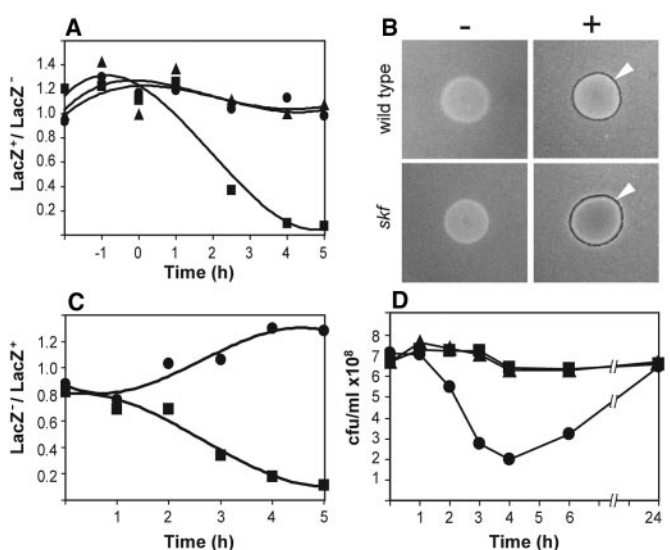 A
1.4
1.2
1.0
0.8
0.6
0.4
0.2
LacZ+/ LacZ-
-1 0 1 2 3 4 5
Time (h)
B
- +
wild type
skf
C
1.2
1.0
0.8
0.6
0.4
0.2
LacZ-/ LacZ+
1 2 3 4 5
Time (h)
D
8
7
6
5
4
3
2
1
cfu/ml x108
1 2 3 4 5 6 24
Time (h)